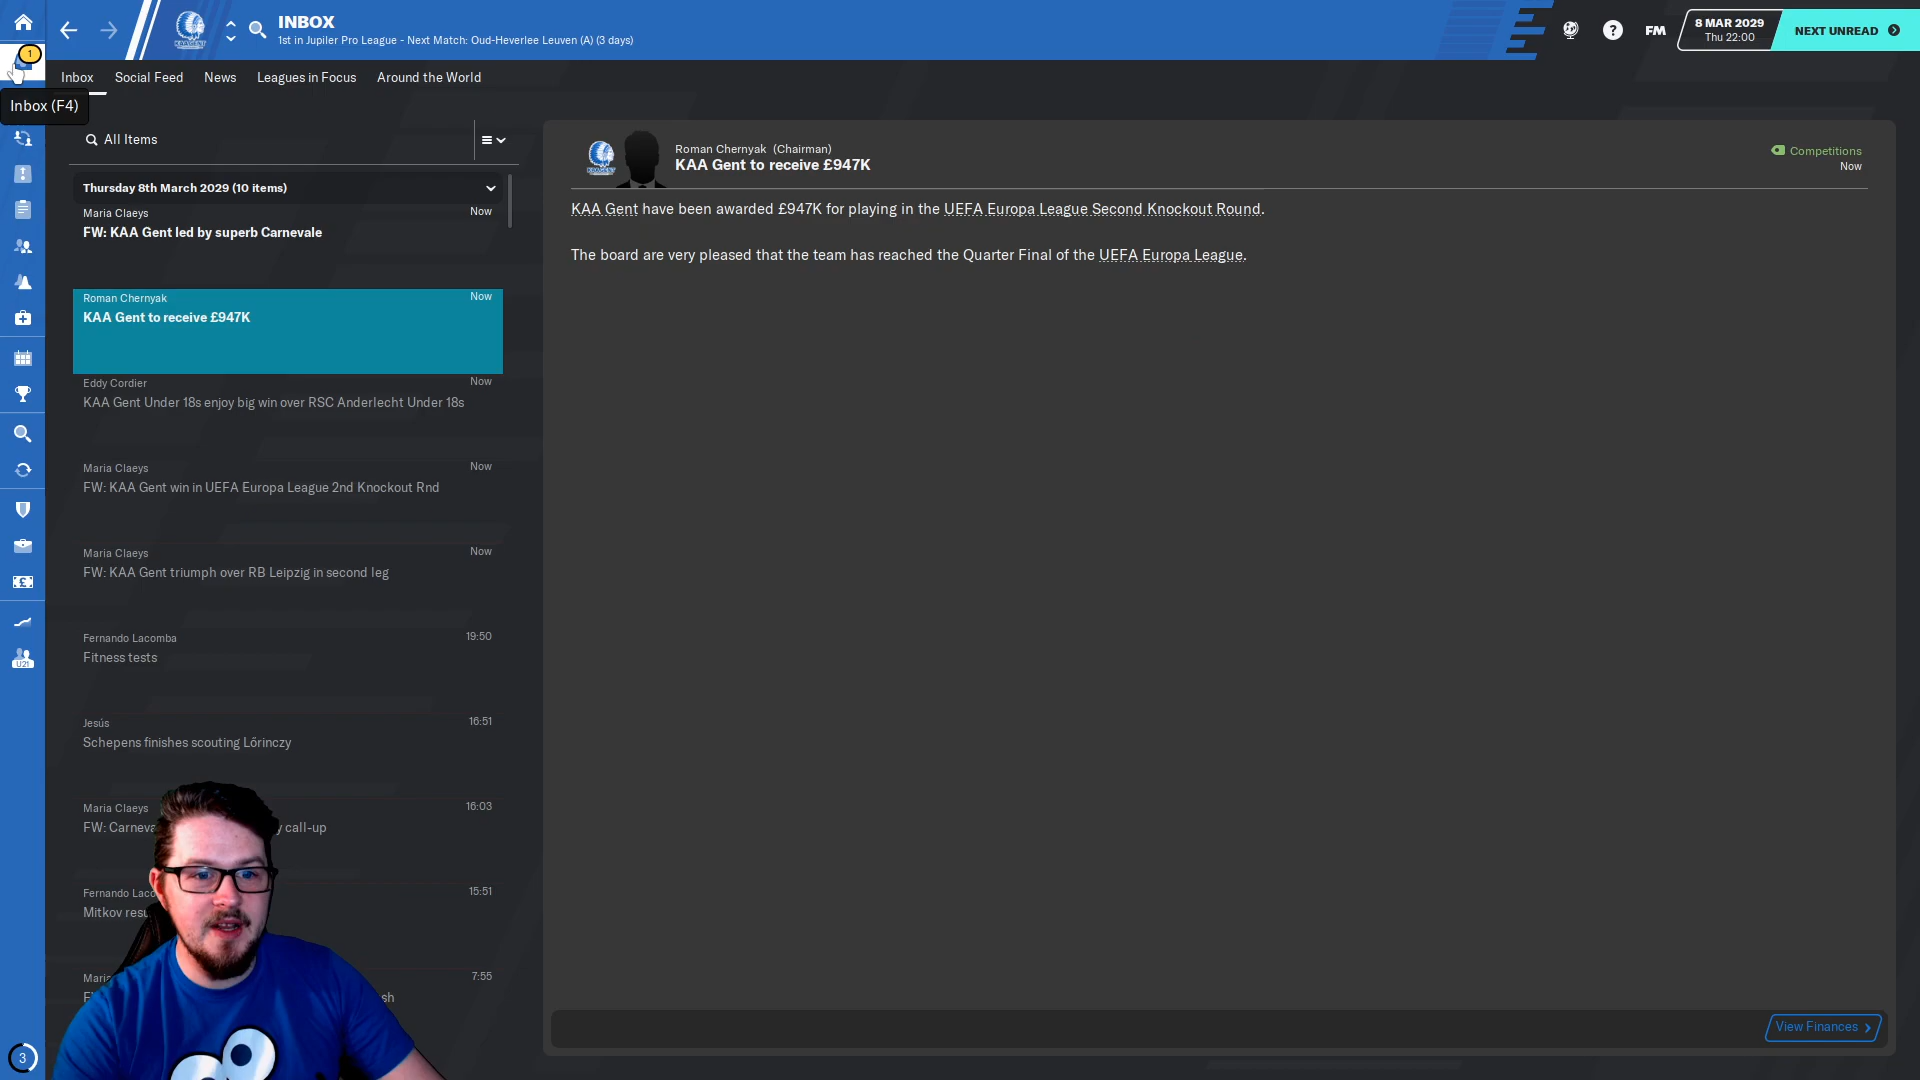 INBOX
1st in Jupiler Pro League - Next Match: Oud-Heverlee Leuven (A) (3 days)
FM
8 MAR 2029
Thu 22:00
NEXT UNREAD
1
Inbox
Social Feed
News
Leagues in Focus
Around the World
Inbox (F4)
All Items
Thursday 8th March 2029 (10 items)
Maria Claeys
Now
FW: KAA Gent led by superb Carnevale
Roman Chernyak
Now
KAA Gent to receive £947K
Eddy Cordier
Now
KAA Gent Under 18s enjoy big win over RSC Anderlecht Under 18s
Maria Claeys
Now
FW: KAA Gent win in UEFA Europa League 2nd Knockout Rnd
Maria Claeys
Now
FW: KAA Gent triumph over RB Leipzig in second leg
Fernando Lacomba
19:50
Fitness tests
Jesús
16:51
Schepens finishes scouting Lőrinczy
Maria Claeys
16:03
FW: call-up
Fernando
15:51
Mitkov
7:55
U21
3
Roman Chernyak (Chairman)
KAA Gent to receive £947K
Competitions
Now
KAA Gent have been awarded £947K for playing in the UEFA Europa League Second Knockout Round.
The board are very pleased that the team has reached the Quarter Final of the UEFA Europa League.
View Finances